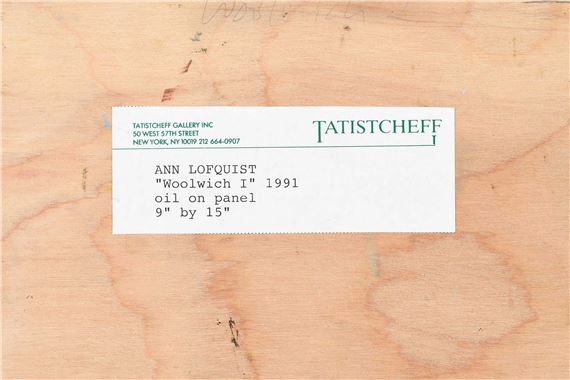 Woolwich
TATISTCHEFF GALLERY INC
50 WEST 57TH STREET
NEW YORK, NY 10019 212 664-0907
TATISTCHEFF
ANN LOFQUIST
"Woolwich I" 1991
oil on panel
9" by 15"